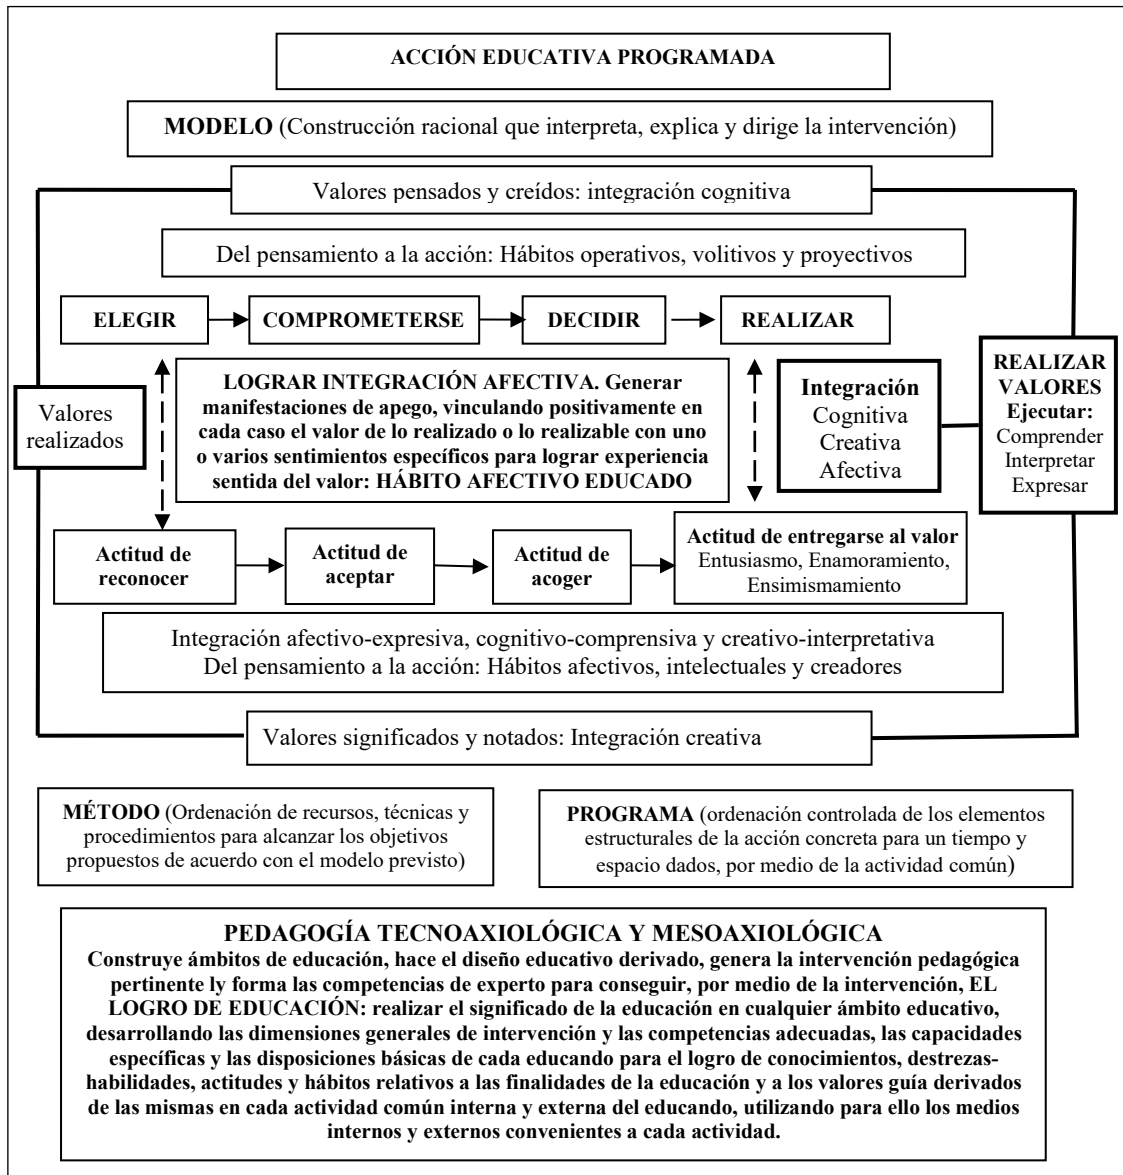 ACCIÓN EDUCATIVA PROGRAMADA
MODELO (Construcción racional que interpreta, explica y dirige la intervención)
Valores pensados y creídos: integración cognitiva
Del pensamiento a la acción: Hábitos operativos, volitivos y proyectivos
ELEGIR
COMPROMETERSE
DECIDIR
REALIZAR
Valores
realizados
LOGRAR INTEGRACIÓN AFECTIVA. Generar
manifestaciones de apego, vinculando positivamente en
cada caso el valor de lo realizado o lo realizable con uno
o varios sentimientos específicos para lograr experiencia
sentida del valor: HÁBITO AFECTIVO EDUCADO
Integración
Cognitiva
Creativa
Afectiva
REALIZAR
VALORES
Ejecutar:
Comprender
Interpretar
Expresar
Actitud de
reconocer
Actitud de
aceptar
Actitud de
acoger
Actitud de entregarse al valor
Entusiasmo, Enamoramiento,
Ensimismamiento
Integración afectivo-expresiva, cognitivo-comprensiva y creativo-interpretativa
Del pensamiento a la acción: Hábitos afectivos, intelectuales y creadores
Valores significados y notados: Integración creativa
MÉTODO (Ordenación de recursos, técnicas y
procedimientos para alcanzar los objetivos
propuestos de acuerdo con el modelo previsto)
PROGRAMA (ordenación controlada de los elementos
estructurales de la acción concreta para un tiempo y
espacio dados, por medio de la actividad común)
PEDAGOGÍA TECNOAXIOLÓGICA Y MESOAXIOLÓGICA
Construye ámbitos de educación, hace el diseño educativo derivado, genera la intervención pedagógica
pertinente ly forma las competencias de experto para conseguir, por medio de la intervención, EL
LOGRO DE EDUCACIÓN: realizar el significado de la educación en cualquier ámbito educativo,
desarrollando las dimensiones generales de intervención y las competencias adecuadas, las capacidades
específicas y las disposiciones básicas de cada educando para el logro de conocimientos, destrezas-
habilidades, actitudes y hábitos relativos a las finalidades de la educación y a los valores guía derivados
de las mismas en cada actividad común interna y externa del educando, utilizando para ello los medios
internos y externos convenientes a cada actividad.